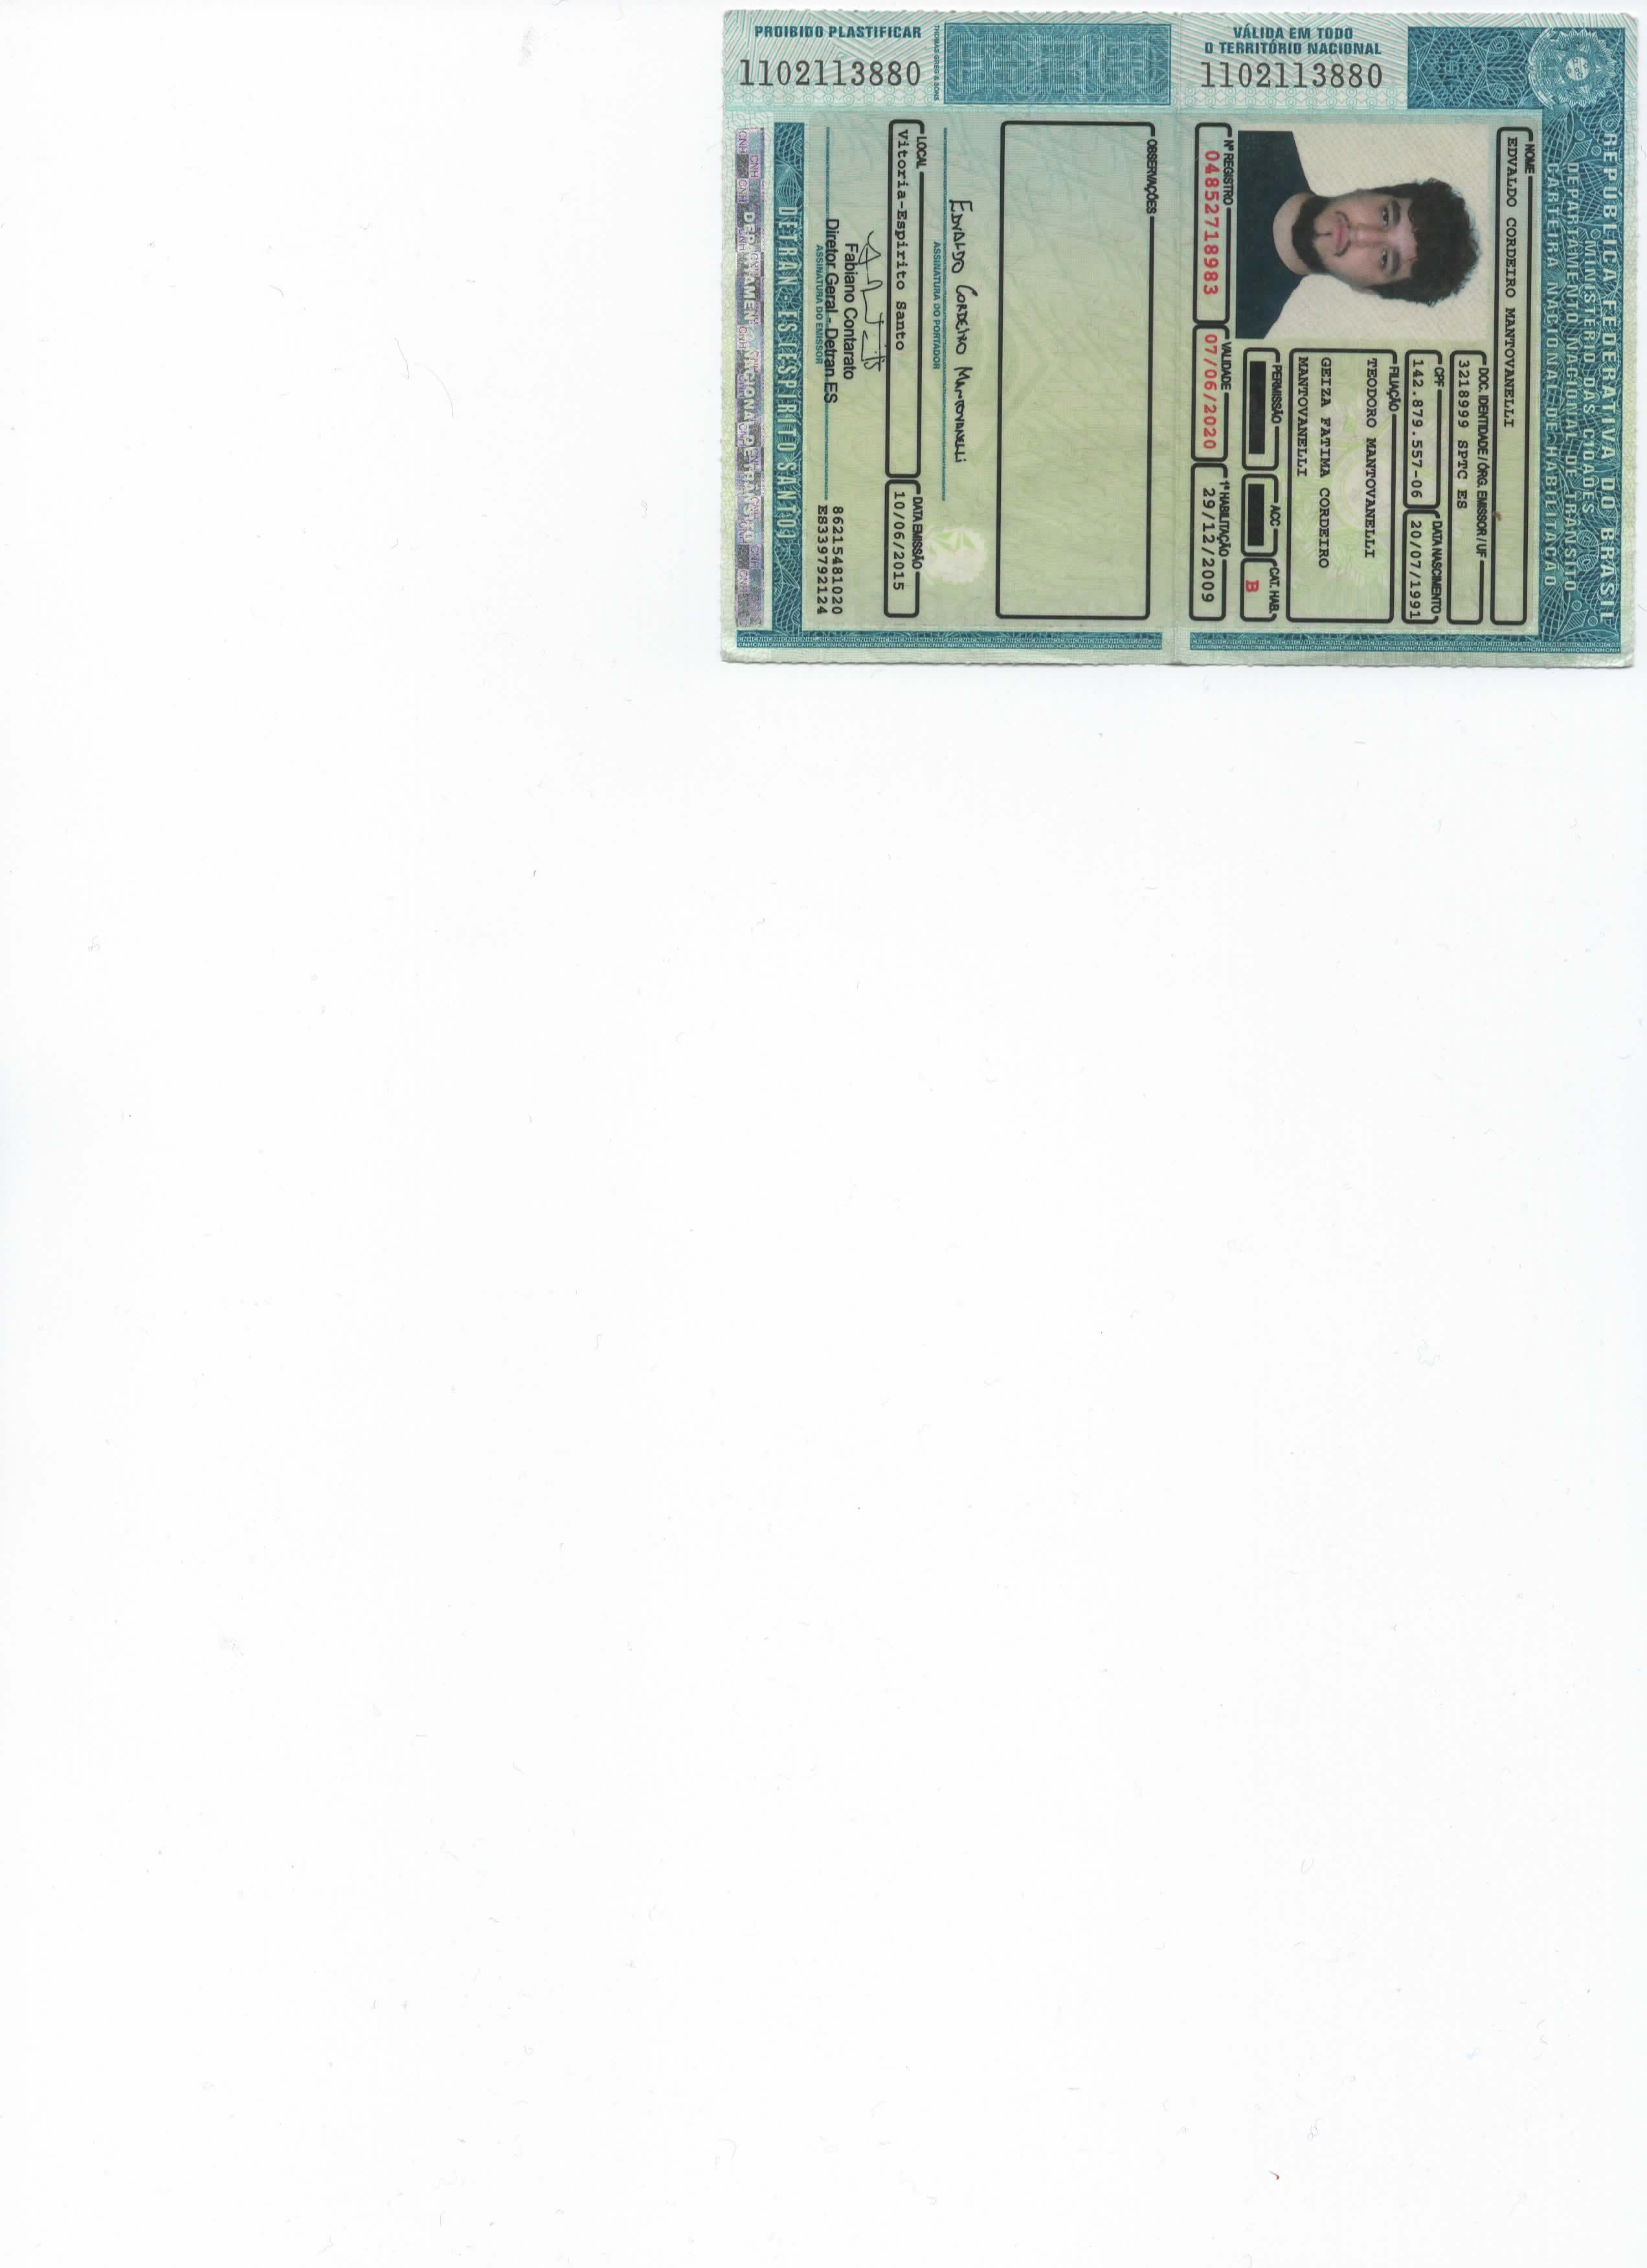 REPÚBLICA FEDERATIVA DO BRASIL
MINISTÉRIO DAS CIDADES
DEPARTAMENTO NACIONAL DE TRÂNSITO
CARTEIRA NACIONAL DE HABILITAÇÃO
NOME
EDVALDO CORDEIRO MANTOVANELLI
DOC. IDENTIDADE / ÓRG. EMISSOR / UF
3218999 SPTC ES
CPF
142.879.557-06
DATA NASCIMENTO
20/07/1991
FILIAÇÃO
TEODORO MANTOVANELLI
GEIZA FATIMA CORDEIRO
MANTOVANELLI
PERMISSÃO
ACC
CAT. HAB.
B
Nº REGISTRO
04852718983
VALIDADE
07/06/2020
1ª HABILITAÇÃO
29/12/2009
VÁLIDA EM TODO
O TERRITÓRIO NACIONAL
1102113880
OBSERVAÇÕES
EDVALDO CORDEIRO MANTOVANELLI
ASSINATURA DO PORTADOR
LOCAL
Vitoria-Espirito Santo
DATA EMISSÃO
10/06/2015
Fabiano Contarato
Diretor Geral - Detran-ES
ASSINATURA DO EMISSOR
86215481020
ES339792124
DETRAN - ES (ESPÍRITO SANTO)
PROIBIDO PLASTIFICAR
1102113880
THOMAS GREG & SONS